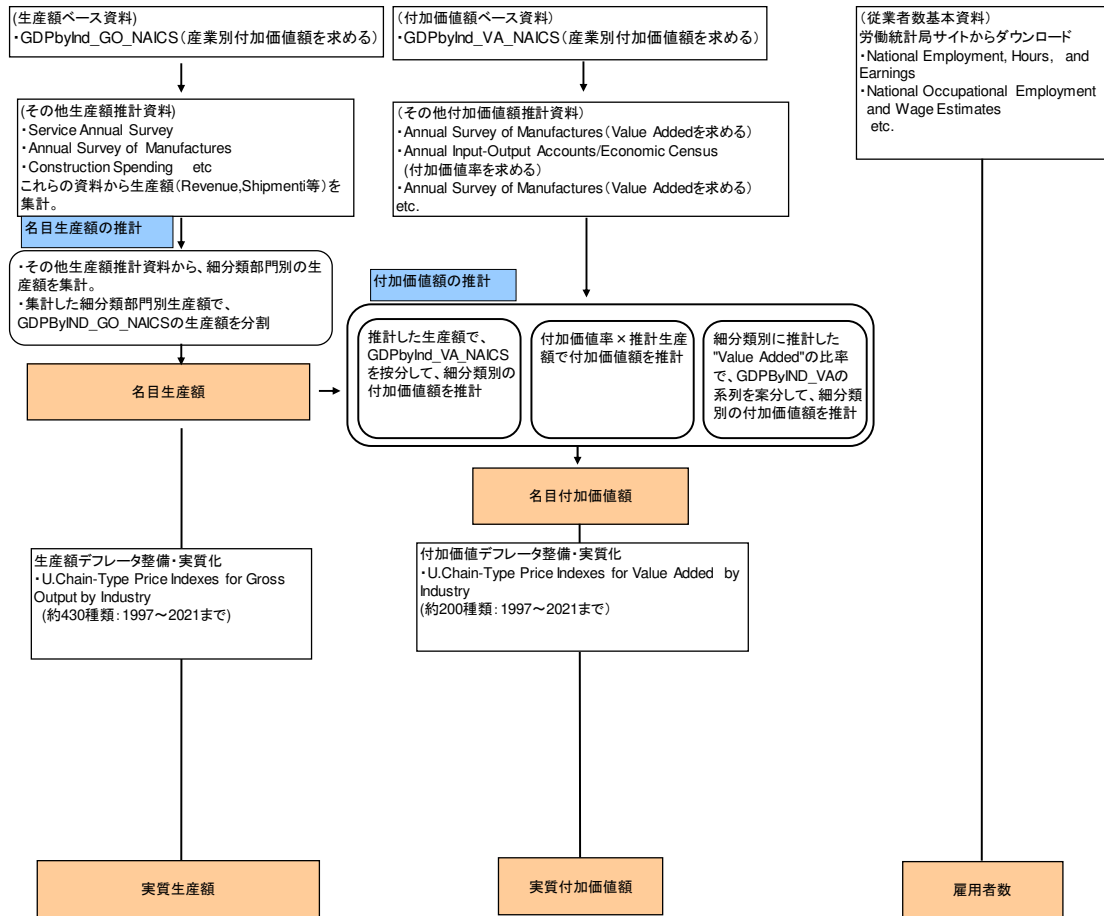 (生産額ベース資料)
・GDPbyInd_GO_NAICS(産業別付加価値額を求める)
(その他生産額推計資料)
・Service Annual Survey
・Annual Survey of Manufactures
・Construction Spending etc
これらの資料から生産額(Revenue,Shipmenti等)を
集計。
名目生産額の推計
・その他生産額推計資料から、細分類部門別の生
産額を集計。
・集計した細分類部門別生産額で、
GDPByIND_GO_NAICSの生産額を分割
名目生産額
生産額デフレータ整備・実質化
・U.Chain-Type Price Indexes for Gross
Output by Industry
(約430種類:1997~2021まで)
実質生産額
(付加価値額ベース資料)
・GDPbyInd_VA_NAICS(産業別付加価値額を求める)
(その他付加価値額推計資料)
・Annual Survey of Manufactures(Value Addedを求める)
・Annual Input-Output Accounts/Economic Census
(付加価値率を求める)
・Annual Survey of Manufactures(Value Addedを求める)
etc.
付加価値額の推計
推計した生産額で、
GDPbyInd_VA_NAICS
を按分して、細分類別の
付加価値額を推計
付加価値率×推計生産
額で付加価値額を推計
細分類別に推計した
"Value Added"の比率
で、GDPByIND_VAの
系列を案分して、細分類
別の付加価値額を推計
名目付加価値額
付加価値デフレータ整備・実質化
・U.Chain-Type Price Indexes for Value Added by
Industry
(約200種類:1997~2021まで)
実質付加価値額
(従業者数基本資料)
労働統計局サイトからダウンロード
・National Employment, Hours, and
Earnings
・National Occupational Employment
and Wage Estimates
etc.
雇用者数